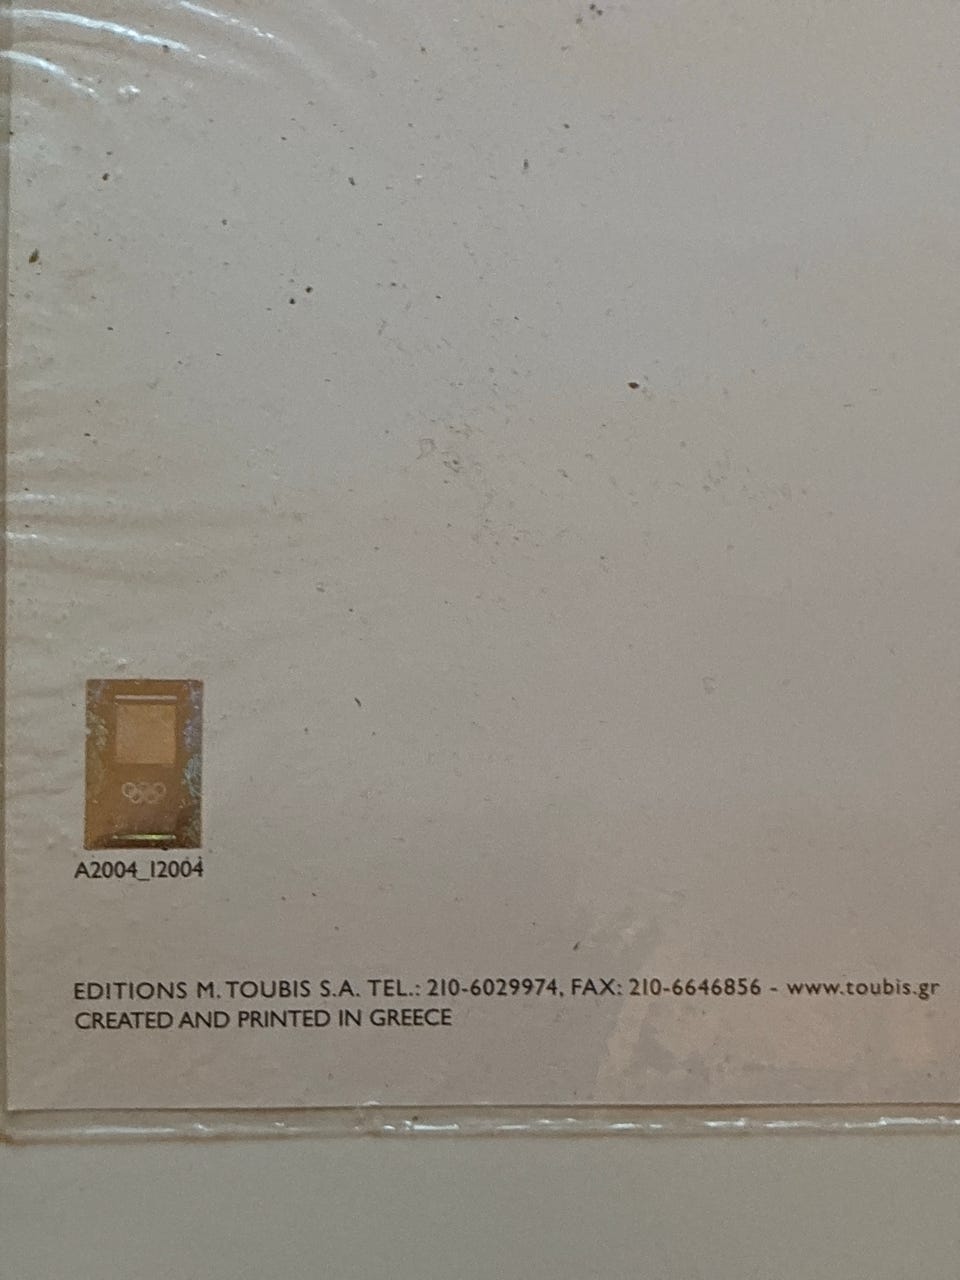 A2004_I2004
EDITIONS M. TOUBIS S.A. TEL.: 210-6029974, FAX: 210-6646856 - www.toubis.gr
CREATED AND PRINTED IN GREECE